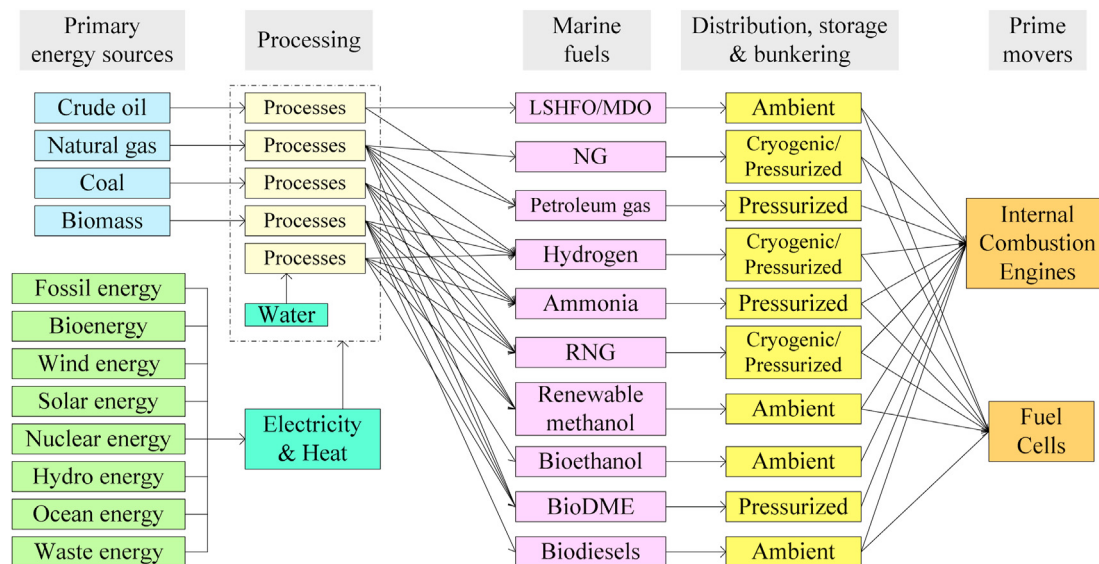 Primary
energy sources
Processing
Marine
fuels
Distribution, storage
& bunkering
Prime
movers
Crude oil
Natural gas
Coal
Biomass
Fossil energy
Bioenergy
Wind energy
Solar energy
Nuclear energy
Hydro energy
Ocean energy
Waste energy
Processes
Processes
Processes
Processes
Processes
Water
Electricity
& Heat
LSHFO/MDO
NG
Petroleum gas
Hydrogen
Ammonia
RNG
Renewable
methanol
Bioethanol
BioDME
Biodiesels
Ambient
Cryogenic/
Pressurized
Pressurized
Cryogenic/
Pressurized
Pressurized
Cryogenic/
Pressurized
Ambient
Ambient
Pressurized
Ambient
Internal
Combustion
Engines
Fuel
Cells